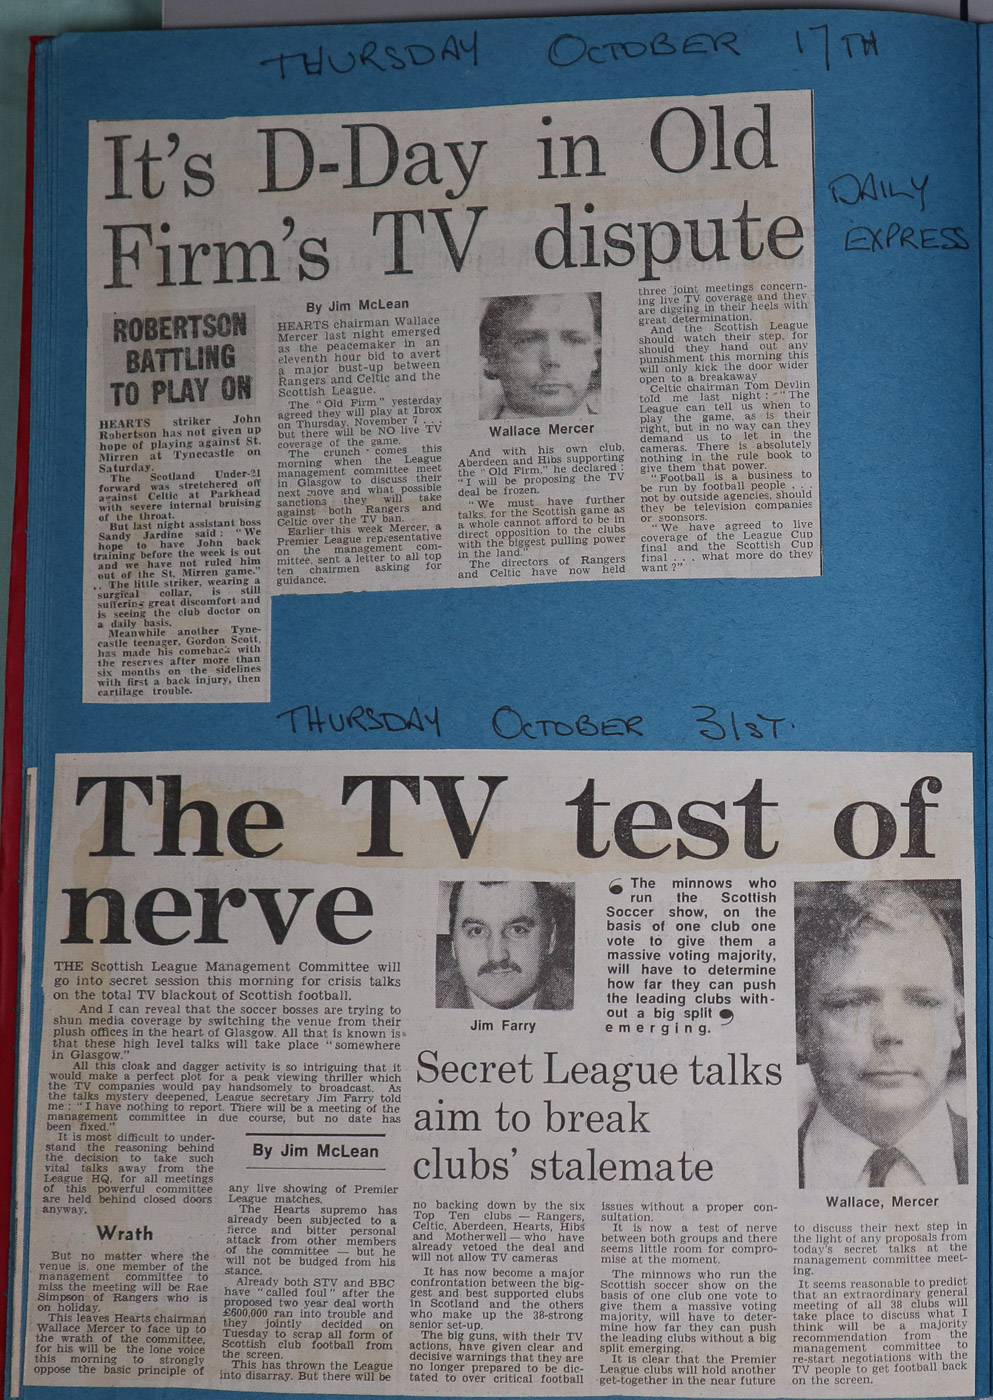 THURSDAY OCTOBER 17TH
DAILY
EXPRESS
It's D-Day in Old
Firm's TV dispute
ROBERTSON
BATTLING
TO PLAY ON
HEARTS striker John
Robertson has not given up
hope of playing against St.
Mirren at Tynecastle on
Saturday.
The Scotland Under-21
forward was stretchered off
against Celtic at Parkhead
with severe internal bruising
of the throat.
But last night assistant boss
Sandy Jardine said: "We
hope to have John back
training before the week is out
and we have not ruled him
out of the St. Mirren game."
The little striker, wearing a
surgical collar, is still
suffering great discomfort and
is seeing the club doctor on
a daily basis.
Meanwhile another Tyne-
castle teenager, Gordon Scott,
has made his comeback with
the reserves after more than
six months on the sidelines
with first a back injury, then
cartilage trouble.
By Jim McLean
HEARTS chairman Wallace
Mercer last night emerged
as the peacemaker in an
eleventh hour bid to avert
a major bust-up between
Rangers and Celtic and the
Scottish League.
The "Old Firm" yesterday
agreed they will play at Ibrox
on Thursday, November 7 . . .
but there will be NO live TV
coverage of the game.
The crunch comes this
morning when the League
management committee meet
in Glasgow to discuss their
next move and what possible
sanctions they will take
against both Rangers and
Celtic over the TV ban.
Earlier this week Mercer, a
Premier League representative
on the management com-
mittee, sent a letter to all top
ten chairmen asking for
guidance.
Wallace Mercer
And with his own club,
Aberdeen and Hibs supporting
the "Old Firm," he declared:
"I will be proposing the TV
deal be frozen.
"We must have further
talks, for the Scottish game as
a whole cannot afford to be in
direct opposition to the clubs
with the biggest pulling power
in the land."
The directors of Rangers
and Celtic have now held
three joint meetings concern-
ing live TV coverage and they
are digging in their heels with
great determination.
And the Scottish League
should watch their step, for
should they hand out any
punishment this morning this
will only kick the door wider
open to a breakaway
Celtic chairman Tom Devlin
told me last night: "The
League can tell us when to
play the game, as is their
right, but in no way can they
demand us to let in the
cameras. There is absolutely
nothing in the rule book to
give them that power.
"Football is a business to
be run by football people . . .
not by outside agencies, should
they be television companies
or sponsors.
"We have agreed to live
coverage of the League Cup
final and the Scottish Cup
final . . . what more do they
want?"
THURSDAY OCTOBER 31ST.
The TV test of
nerve
THE Scottish League Management Committee will
go into secret session this morning for crisis talks
on the total TV blackout of Scottish football.
And I can reveal that the soccer bosses are trying to
shun media coverage by switching the venue from their
plush offices in the heart of Glasgow. All that is known is
that these high level talks will take place "somewhere
in Glasgow."
All this cloak and dagger activity is so intriguing that it
would make a perfect plot for a peak viewing thriller which
the TV companies would pay handsomely to broadcast. As
the talks mystery deepened, League secretary Jim Farry told
me: "I have nothing to report. There will be a meeting of the
management committee in due course, but no date has
been fixed."
It is most difficult to under-
stand the reasoning behind
the decision to take such
vital talks away from the
League HQ, for all meetings
of this powerful committee
are held behind closed doors
anyway.
Wrath
But no matter where the
venue is, one member of the
management committee to
miss the meeting will be Rae
Simpson of Rangers who is
on holiday.
This leaves Hearts chairman
Wallace Mercer to face up to
the wrath of the committee,
for his will be the lone voice
this morning to strongly
oppose the basic principle of
By Jim McLean
any live showing of Premier
League matches.
The Hearts supremo has
already been subjected to a
fierce and bitter personal
attack from other members
of the committee — but he
will not be budged from his
stance.
Already both STV and BBC
have "called foul" after the
proposed two year deal worth
£600,000 ran into trouble and
they jointly decided on
Tuesday to scrap all form of
Scottish club football from
the screen.
This has thrown the League
into disarray. But there will be
Jim Farry
The minnows who
run the Scottish
Soccer show, on the
basis of one club one
vote to give them a
massive voting majority,
will have to determine
how far they can push
the leading clubs with-
out a big split
emerging.
Secret League talks
aim to break
clubs' stalemate
no backing down by the six
Top Ten clubs — Rangers,
Celtic, Aberdeen, Hearts, Hibs
and Motherwell — who have
already vetoed the deal and
will not allow TV cameras
It has now become a major
confrontation between the big-
gest and best supported clubs
in Scotland and the others
who make up the 38-strong
senior set-up.
The big guns, with their TV
actions, have given clear and
decisive warnings that they are
no longer prepared to be dic-
tated to over critical football
issues without a proper con-
sultation.
It is now a test of nerve
between both groups and there
seems little room for compro-
mise at the moment.
The minnows who run the
Scottish soccer show on the
basis of one club one vote to
give them a massive voting
majority, will have to deter-
mine how far they can push
the leading clubs without a big
split emerging.
It is clear that the Premier
League clubs will hold another
get-together in the near future
Wallace, Mercer
to discuss their next step in
the light of any proposals from
today's secret talks at the
management committee meet-
ing.
It seems reasonable to predict
that an extraordinary general
meeting of all 38 clubs will
take place to discuss what I
think will be a majority
recommendation from the
management committee to
re-start negotiations with the
TV people to get football back
on the screen.